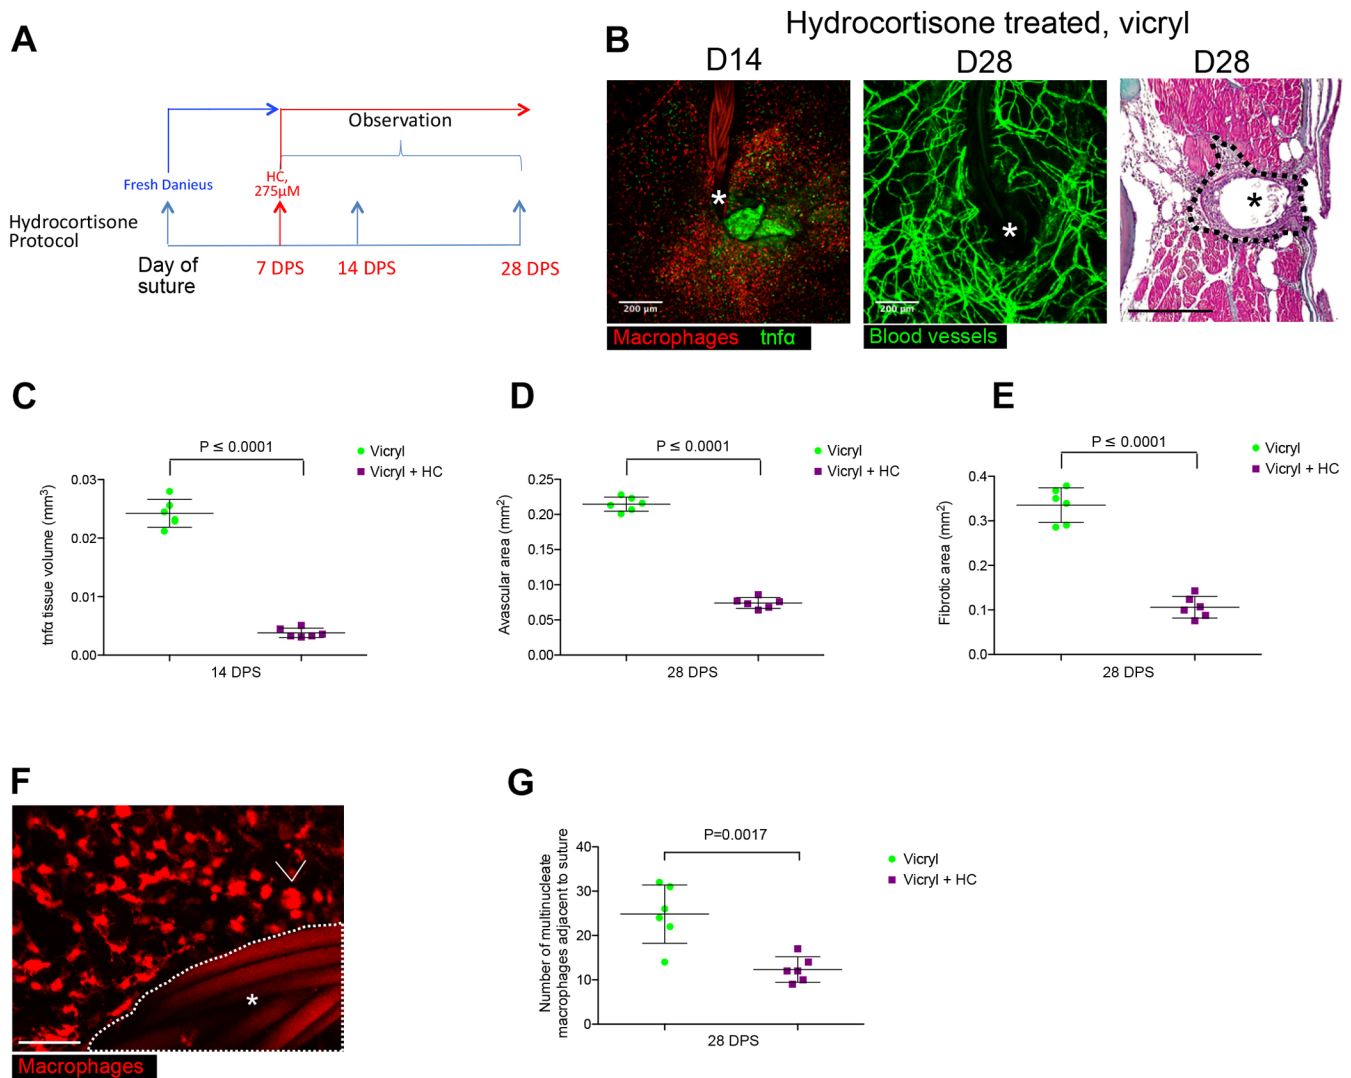 A
Fresh Danieus
HC,
275µM
Observation
Hydrocortisone
Protocol
Day of
suture
7 DPS
14 DPS
28 DPS
B
Hydrocortisone treated, vicryl
D14
D28
D28
200 µm
200 µm
Macrophages tnfα
Blood vessels
*
*
*
C
P ≤ 0.0001
Vicryl
Vicryl + HC
tnfα tissue volume (mm³)
0.03
0.02
0.01
0.00
14 DPS
D
P ≤ 0.0001
Vicryl
Vicryl + HC
Avascular area (mm²)
0.25
0.20
0.15
0.10
0.05
0.00
28 DPS
E
P ≤ 0.0001
Vicryl
Vicryl + HC
Fibrotic area (mm²)
0.4
0.3
0.2
0.1
0.0
28 DPS
F
*
Macrophages
G
P=0.0017
Vicryl
Vicryl + HC
Number of multinucleate
macrophages adjacent to suture
40
30
20
10
0
28 DPS